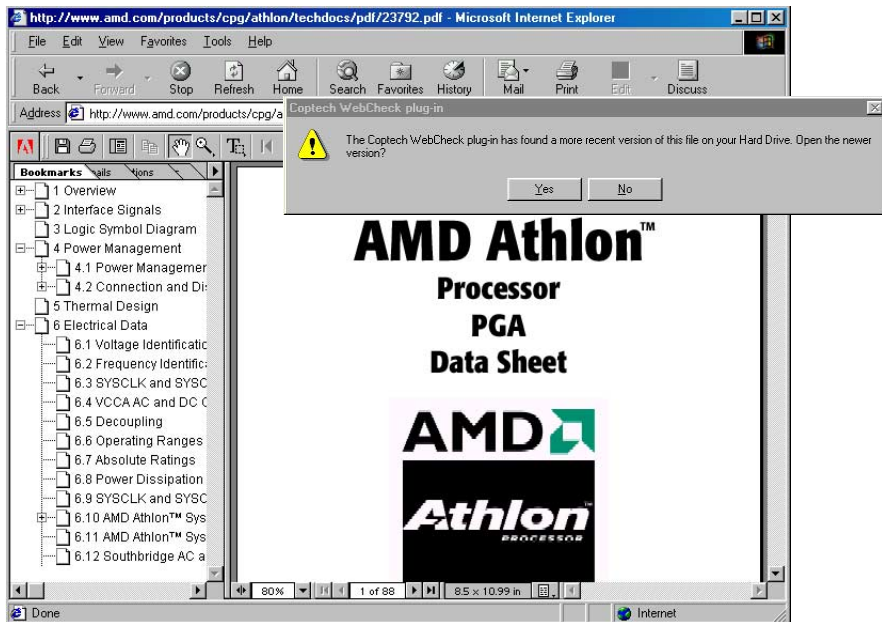 http://www.amd.com/products/cpg/athlon/techdocs/pdf/23792.pdf - Microsoft Internet Explorer
File Edit View Favorites Tools Help
Back Forward Stop Refresh Home Search Favorites History Mail Print Edit Discuss
Address http://www.amd.com/products/cpg/a
Coptech WebCheck plug-in
The Coptech WebCheck plug-in has found a more recent version of this file on your Hard Drive. Open the newer
version?
Yes No
Bookmarks
1 Overview
2 Interface Signals
3 Logic Symbol Diagram
4 Power Management
4.1 Power Managemer
4.2 Connection and Di
5 Thermal Design
6 Electrical Data
6.1 Voltage Identificatic
6.2 Frequency Identific
6.3 SYSCLK and SYSC
6.4 VCCA AC and DC C
6.5 Decoupling
6.6 Operating Ranges
6.7 Absolute Ratings
6.8 Power Dissipation
6.9 SYSCLK and SYSC
6.10 AMD Athlon™ Sys
6.11 AMD Athlon™ Sys
6.12 Southbridge AC a
AMD Athlon™
Processor
PGA
Data Sheet
AMD
Athlon™
PROCESSOR
80% 1 of 88 8.5 x 10.99 in
Done Internet